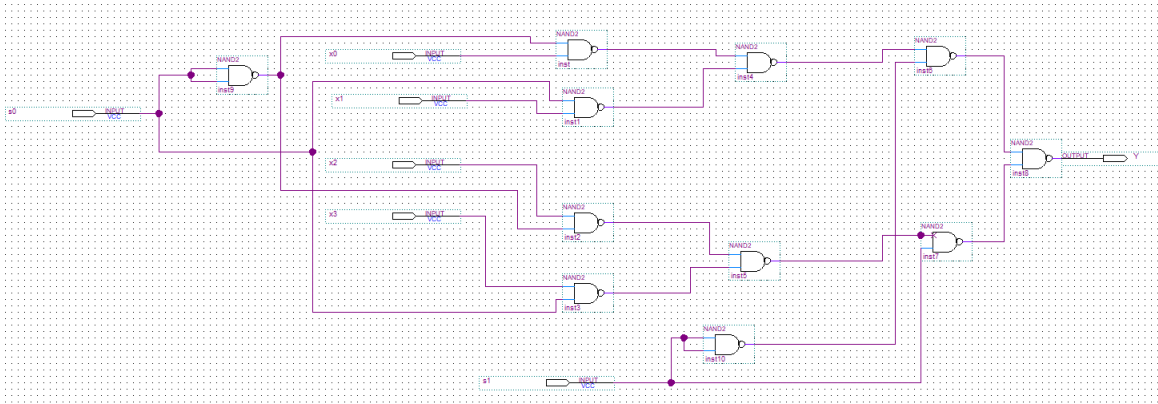 NAND2
inst
x0
INPUT
VCC
NAND2
inst4
NAND2
inst6
NAND2
inst9
s0
INPUT
VCC
x1
INPUT
VCC
NAND2
inst1
x2
INPUT
VCC
NAND2
inst8
OUTPUT
Y
x3
INPUT
VCC
NAND2
inst2
NAND2
inst5
NAND2
inst7
NAND2
inst3
NAND2
inst10
s1
INPUT
VCC